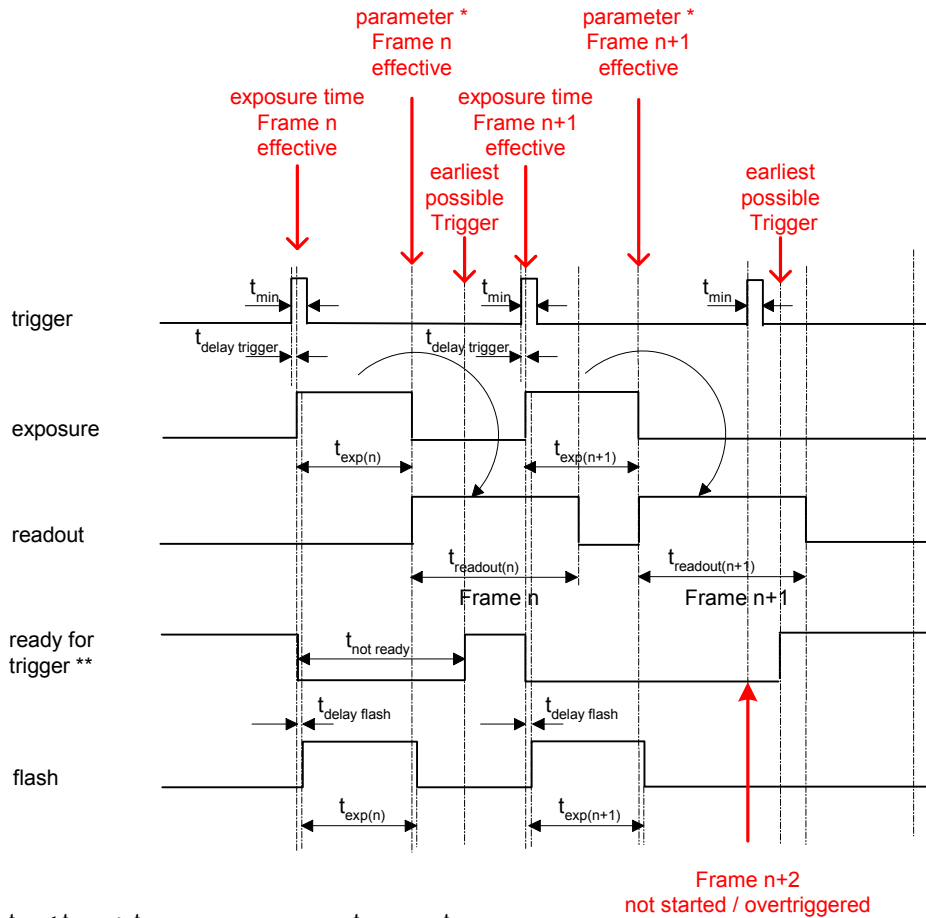 parameter *
Frame n
effective
parameter *
Frame n+1
effective
exposure time
Frame n
effective
exposure time
Frame n+1
effective
earliest
possible
Trigger
earliest
possible
Trigger
trigger
tmin
tmin
tmin
tdelay trigger
tdelay trigger
exposure
texp(n)
texp(n+1)
readout
treadout(n)
treadout(n+1)
Frame n
Frame n+1
ready for
trigger **
tnot ready
tdelay flash
tdelay flash
flash
texp(n)
texp(n+1)
Frame n+2
not started / overtriggered